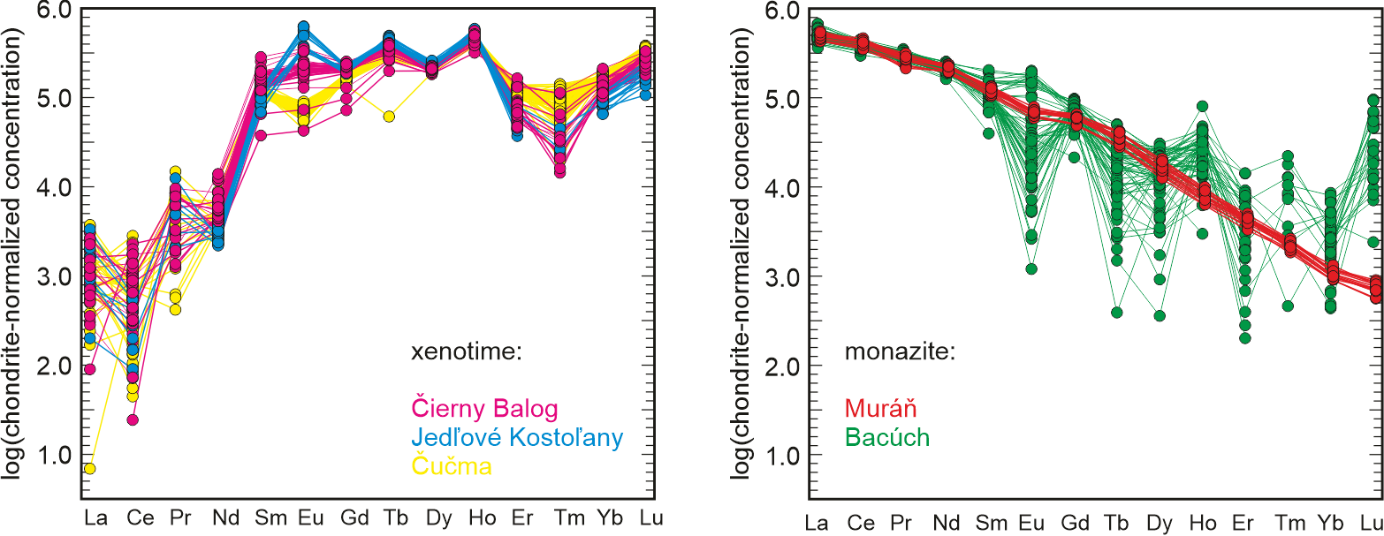 log(chondrite-normalized concentration)
6.0
5.0
4.0
3.0
2.0
1.0
xenotime:
Čierny Balog
Jedľové Kostoľany
Čučma
La Ce Pr Nd Sm Eu Gd Tb Dy Ho Er Tm Yb Lu
log(chondrite-normalized concentration)
6.0
5.0
4.0
3.0
2.0
1.0
monazite:
Muráň
Bacúch
La Ce Pr Nd Sm Eu Gd Tb Dy Ho Er Tm Yb Lu